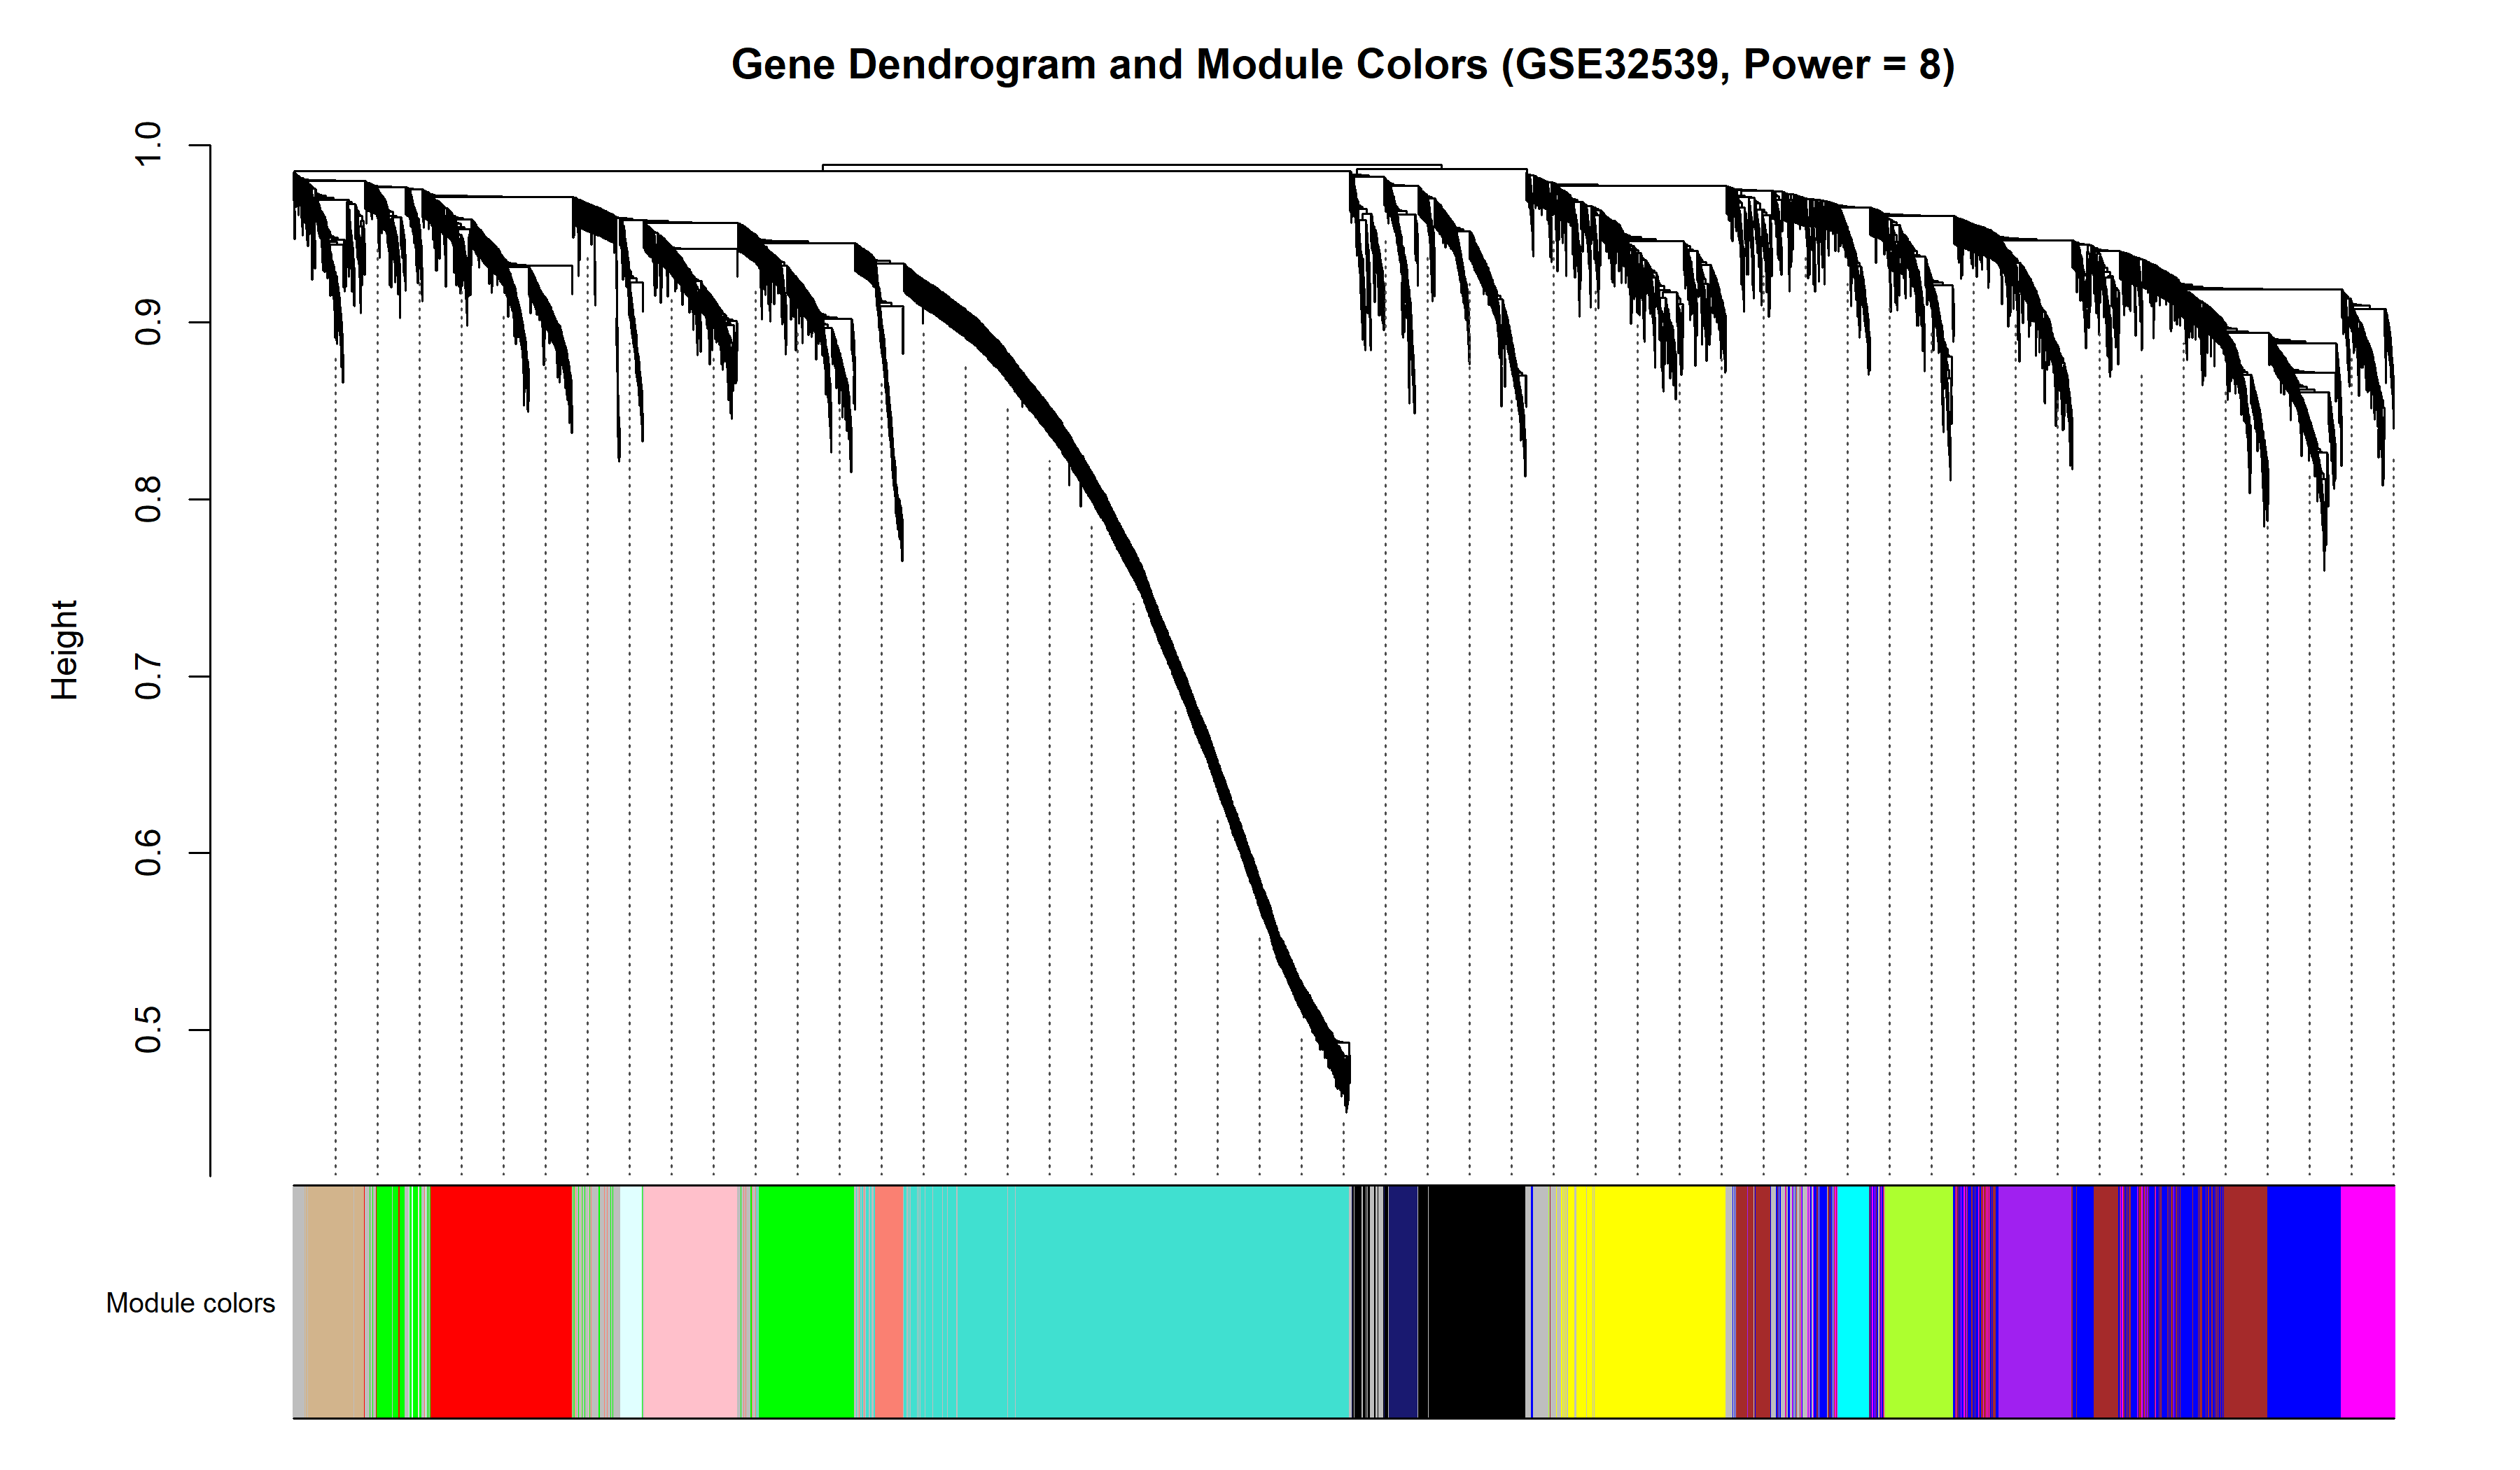 Gene Dendrogram and Module Colors (GSE32539, Power = 8)
1.0
0.9
0.8
0.7
0.6
0.5
Height
Module colors